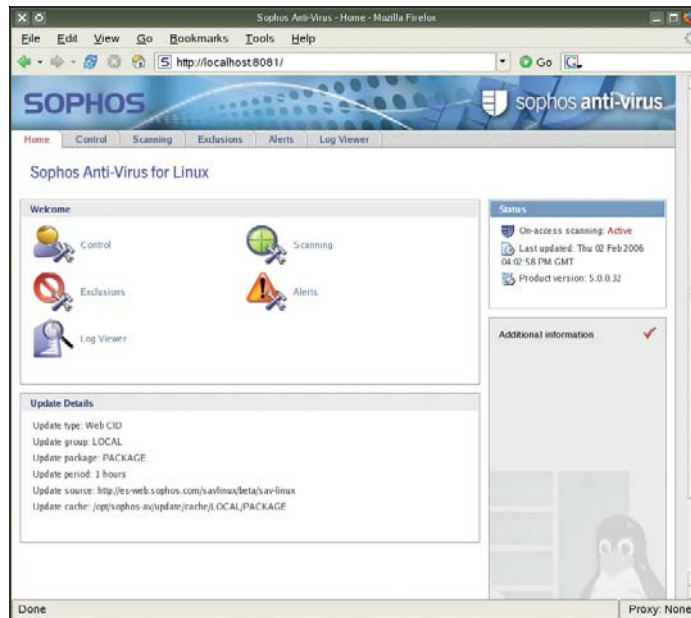 Sophos Anti-Virus - Home - Mozilla Firefox
File Edit View Go Bookmarks Tools Help
http://localhost:8081/
Go
SOPHOS
sophos anti-virus
Home Control Scanning Exclusions Alerts Log Viewer
Sophos Anti-Virus for Linux
Welcome
Control
Scanning
Exclusions
Alerts
Log Viewer
Status
On-access scanning: Active
Last updated: Thu 02 Feb 2006
04:02:58 PM GMT
Product version: 5.0.0.32
Additional information
Update Details
Update type: Web CID
Update group: LOCAL
Update package: PACKAGE
Update period: 1 hours
Update source: http://es-web.sophos.com/savlinux/beta/sav-linux
Update cache: /opt/sophos-av/update/cache/LOCAL/PACKAGE
Done
Proxy: None